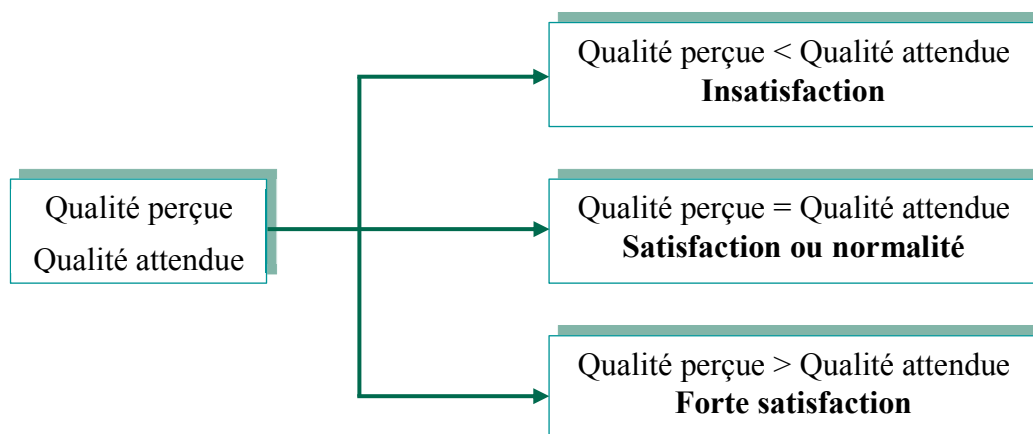 Qualité perçue < Qualité attendue
Insatisfaction
Qualité perçue
Qualité attendue
Qualité perçue = Qualité attendue
Satisfaction ou normalité
Qualité perçue > Qualité attendue
Forte satisfaction